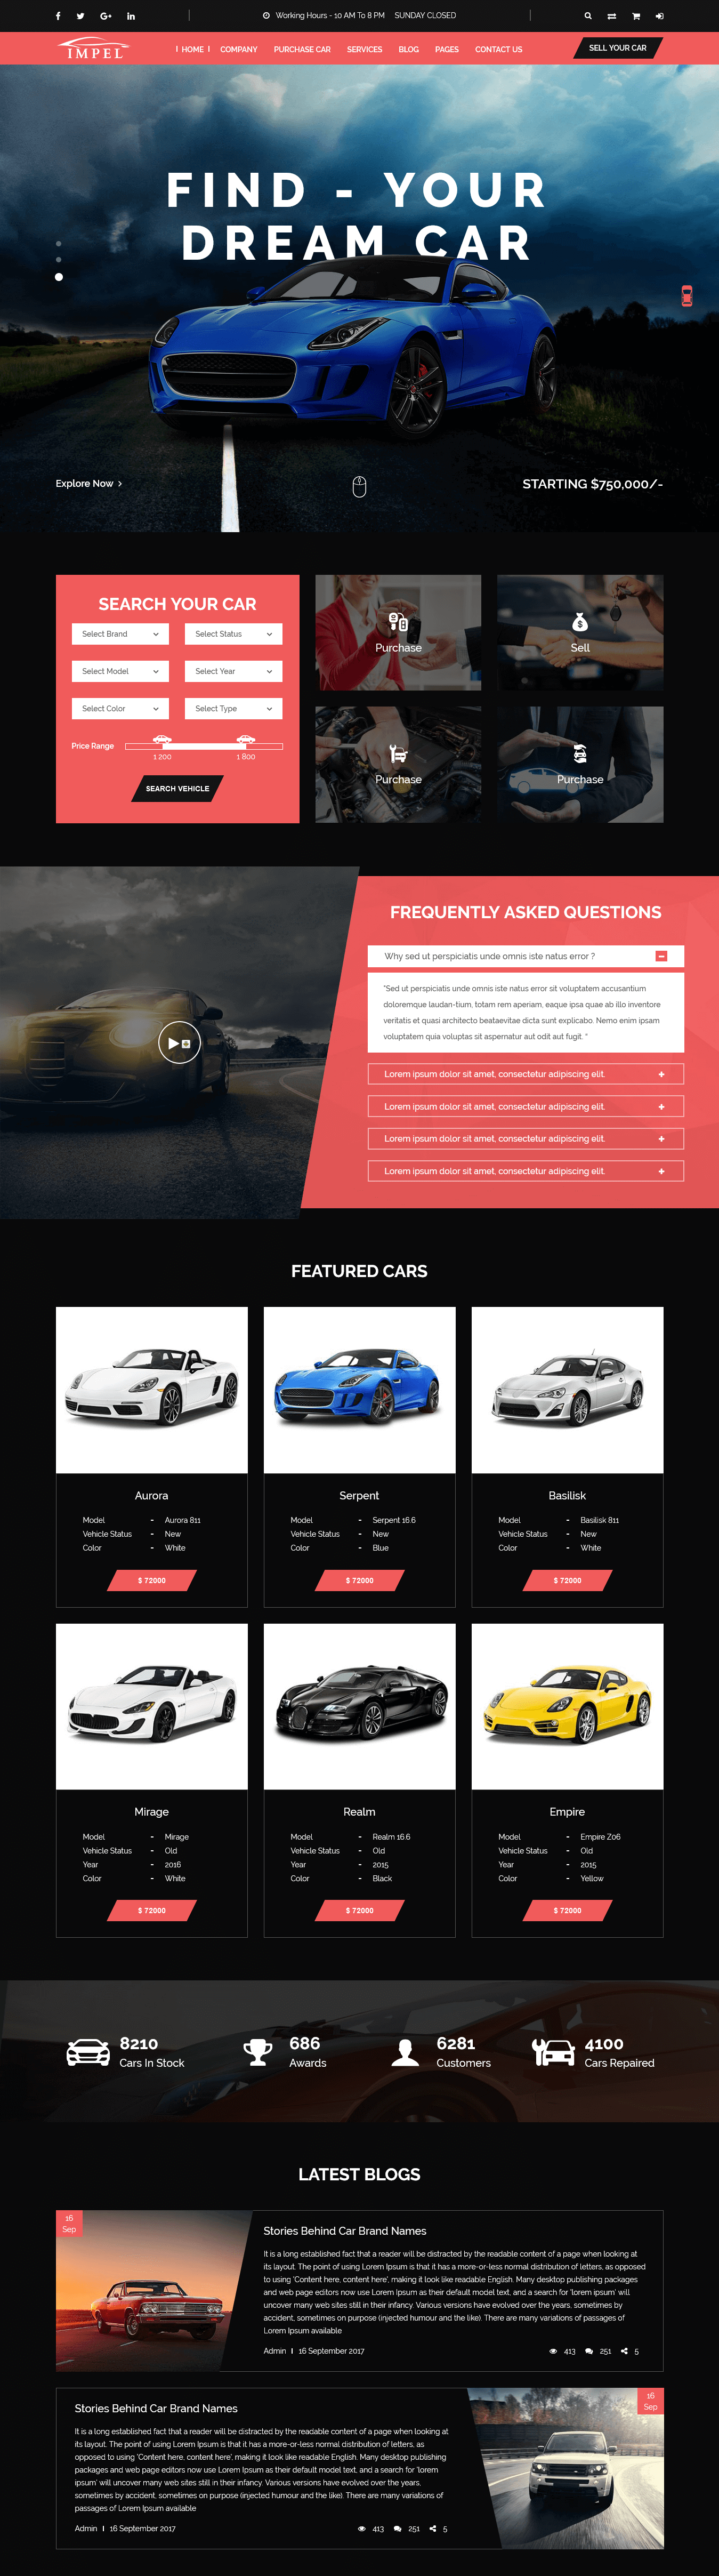 Working Hours - 10 AM To 8 PM SUNDAY CLOSED
IMPEL
HOME COMPANY PURCHASE CAR SERVICES BLOG PAGES CONTACT US
SELL YOUR CAR
FIND - YOUR
DREAM CAR
Explore Now
STARTING $750,000/-
SEARCH YOUR CAR
Select Brand
Select Status
Select Model
Select Year
Select Color
Select Type
Price Range
1 200
1 800
SEARCH VEHICLE
Purchase
Sell
Purchase
Purchase
FREQUENTLY ASKED QUESTIONS
Why sed ut perspiciatis unde omnis iste natus error ?
"Sed ut perspiciatis unde omnis iste natus error sit voluptatem accusantium
doloremque laudan-tium, totam rem aperiam, eaque ipsa quae ab illo inventore
veritatis et quasi architecto beataevitae dicta sunt explicabo. Nemo enim ipsam
voluptatem quia voluptas sit aspernatur aut odit aut fugit. "
Lorem ipsum dolor sit amet, consectetur adipiscing elit.
Lorem ipsum dolor sit amet, consectetur adipiscing elit.
Lorem ipsum dolor sit amet, consectetur adipiscing elit.
Lorem ipsum dolor sit amet, consectetur adipiscing elit.
FEATURED CARS
Aurora
Model - Aurora 811
Vehicle Status - New
Color - White
$ 72000
Serpent
Model - Serpent 16.6
Vehicle Status - New
Color - Blue
$ 72000
Basilisk
Model - Basilisk 811
Vehicle Status - New
Color - White
$ 72000
Mirage
Model - Mirage
Vehicle Status - Old
Year - 2016
Color - White
$ 72000
Realm
Model - Realm 16.6
Vehicle Status - Old
Year - 2015
Color - Black
$ 72000
Empire
Model - Empire Z06
Vehicle Status - Old
Year - 2015
Color - Yellow
$ 72000
8210
Cars In Stock
686
Awards
6281
Customers
4100
Cars Repaired
LATEST BLOGS
16
Sep
Stories Behind Car Brand Names
It is a long established fact that a reader will be distracted by the readable content of a page when looking at
its layout. The point of using Lorem Ipsum is that it has a more-or-less normal distribution of letters, as opposed
to using 'Content here, content here', making it look like readable English. Many desktop publishing packages
and web page editors now use Lorem Ipsum as their default model text, and a search for 'lorem ipsum' will
uncover many web sites still in their infancy. Various versions have evolved over the years, sometimes by
accident, sometimes on purpose (injected humour and the like). There are many variations of passages of
Lorem Ipsum available
Admin 16 September 2017
413 251 5
16
Sep
Stories Behind Car Brand Names
It is a long established fact that a reader will be distracted by the readable content of a page when looking at
its layout. The point of using Lorem Ipsum is that it has a more-or-less normal distribution of letters, as
opposed to using 'Content here, content here', making it look like readable English. Many desktop publishing
packages and web page editors now use Lorem Ipsum as their default model text, and a search for 'lorem
ipsum' will uncover many web sites still in their infancy. Various versions have evolved over the years,
sometimes by accident, sometimes on purpose (injected humour and the like). There are many variations of
passages of Lorem Ipsum available
Admin 16 September 2017
413 251 5